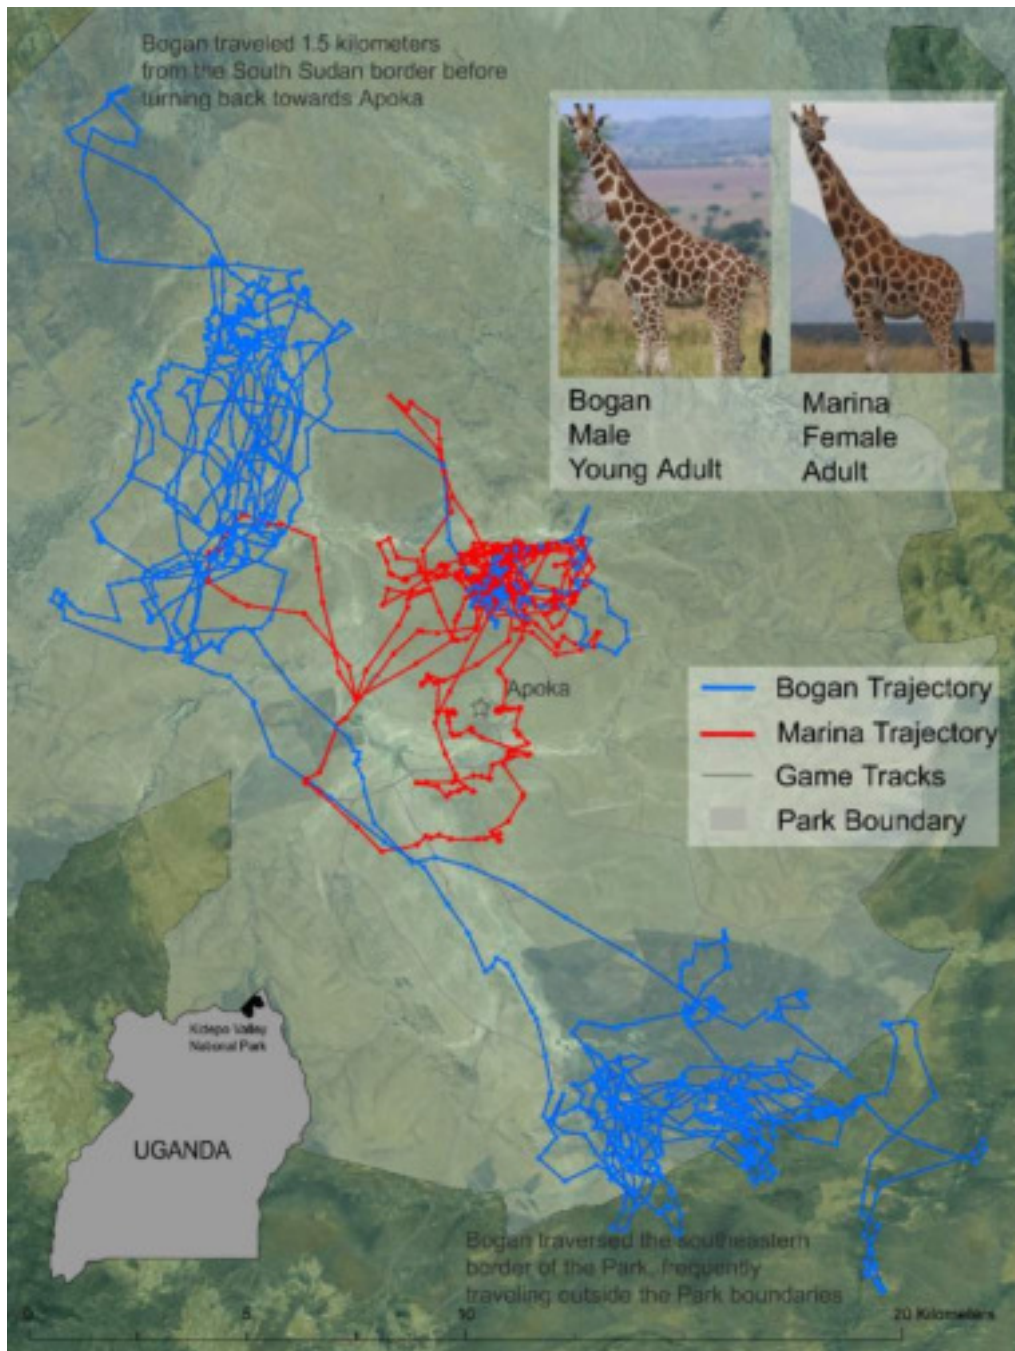 Bogan traveled 1.5 kilometers
from the South Sudan border before
turning back towards Apoka
Bogan
Male
Young Adult
Marina
Female
Adult
Apoka
Bogan Trajectory
Marina Trajectory
Game Tracks
Park Boundary
Kidepo Valley
National Park
UGANDA
Bogan traversed the southeastern
border of the Park, frequently
traveling outside the Park boundaries
0 5 10 20 Kilometers